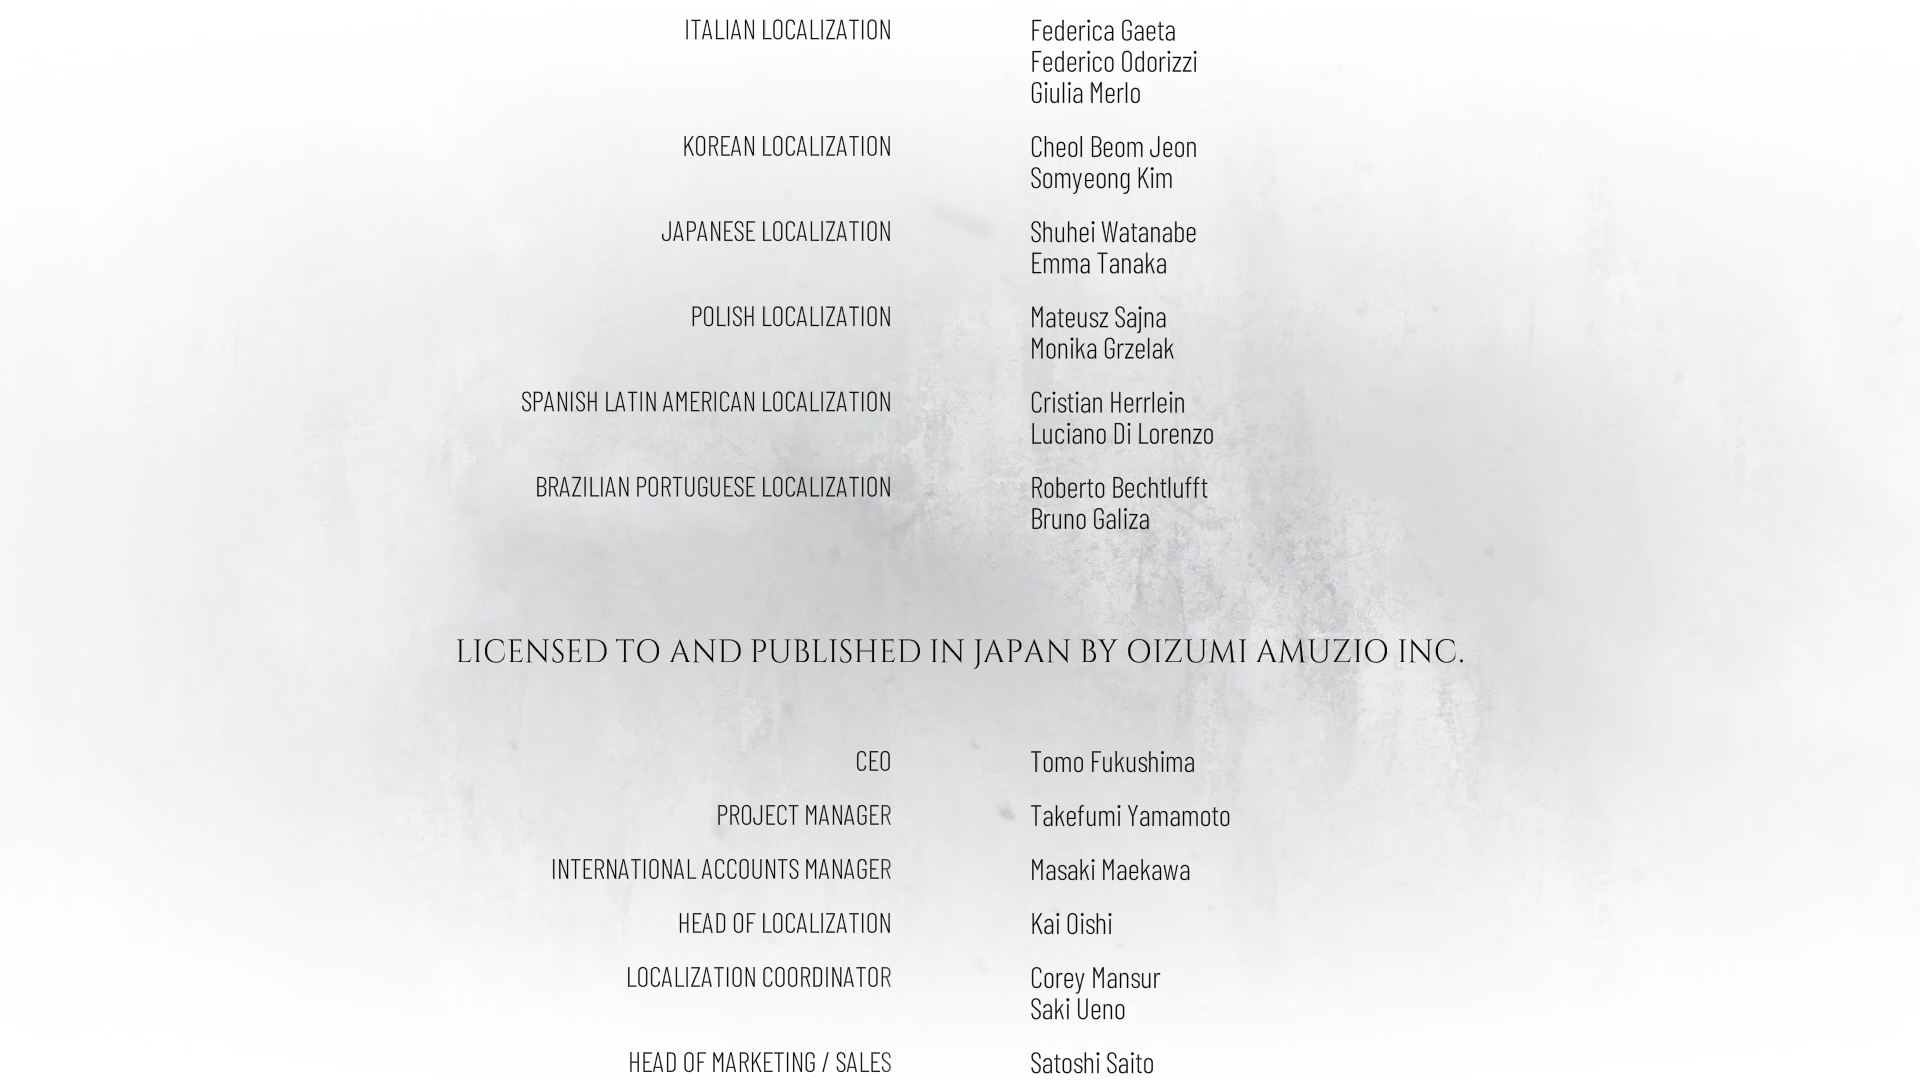 ITALIAN LOCALIZATION Federica Gaeta
Federico Odorizzi
Giulia Merlo
KOREAN LOCALIZATION Cheol Beom Jeon
Somyeong Kim
JAPANESE LOCALIZATION Shuhei Watanabe
Emma Tanaka
POLISH LOCALIZATION Mateusz Sajna
Monika Grzelak
SPANISH LATIN AMERICAN LOCALIZATION Cristian Herrlein
Luciano Di Lorenzo
BRAZILIAN PORTUGUESE LOCALIZATION Roberto Bechtlufft
Bruno Galiza
LICENSED TO AND PUBLISHED IN JAPAN BY OIZUMI AMUZIO INC.
CEO Tomo Fukushima
PROJECT MANAGER Takefumi Yamamoto
INTERNATIONAL ACCOUNTS MANAGER Masaki Maekawa
HEAD OF LOCALIZATION Kai Oishi
LOCALIZATION COORDINATOR Corey Mansur
Saki Ueno
HEAD OF MARKETING / SALES Satoshi Saito